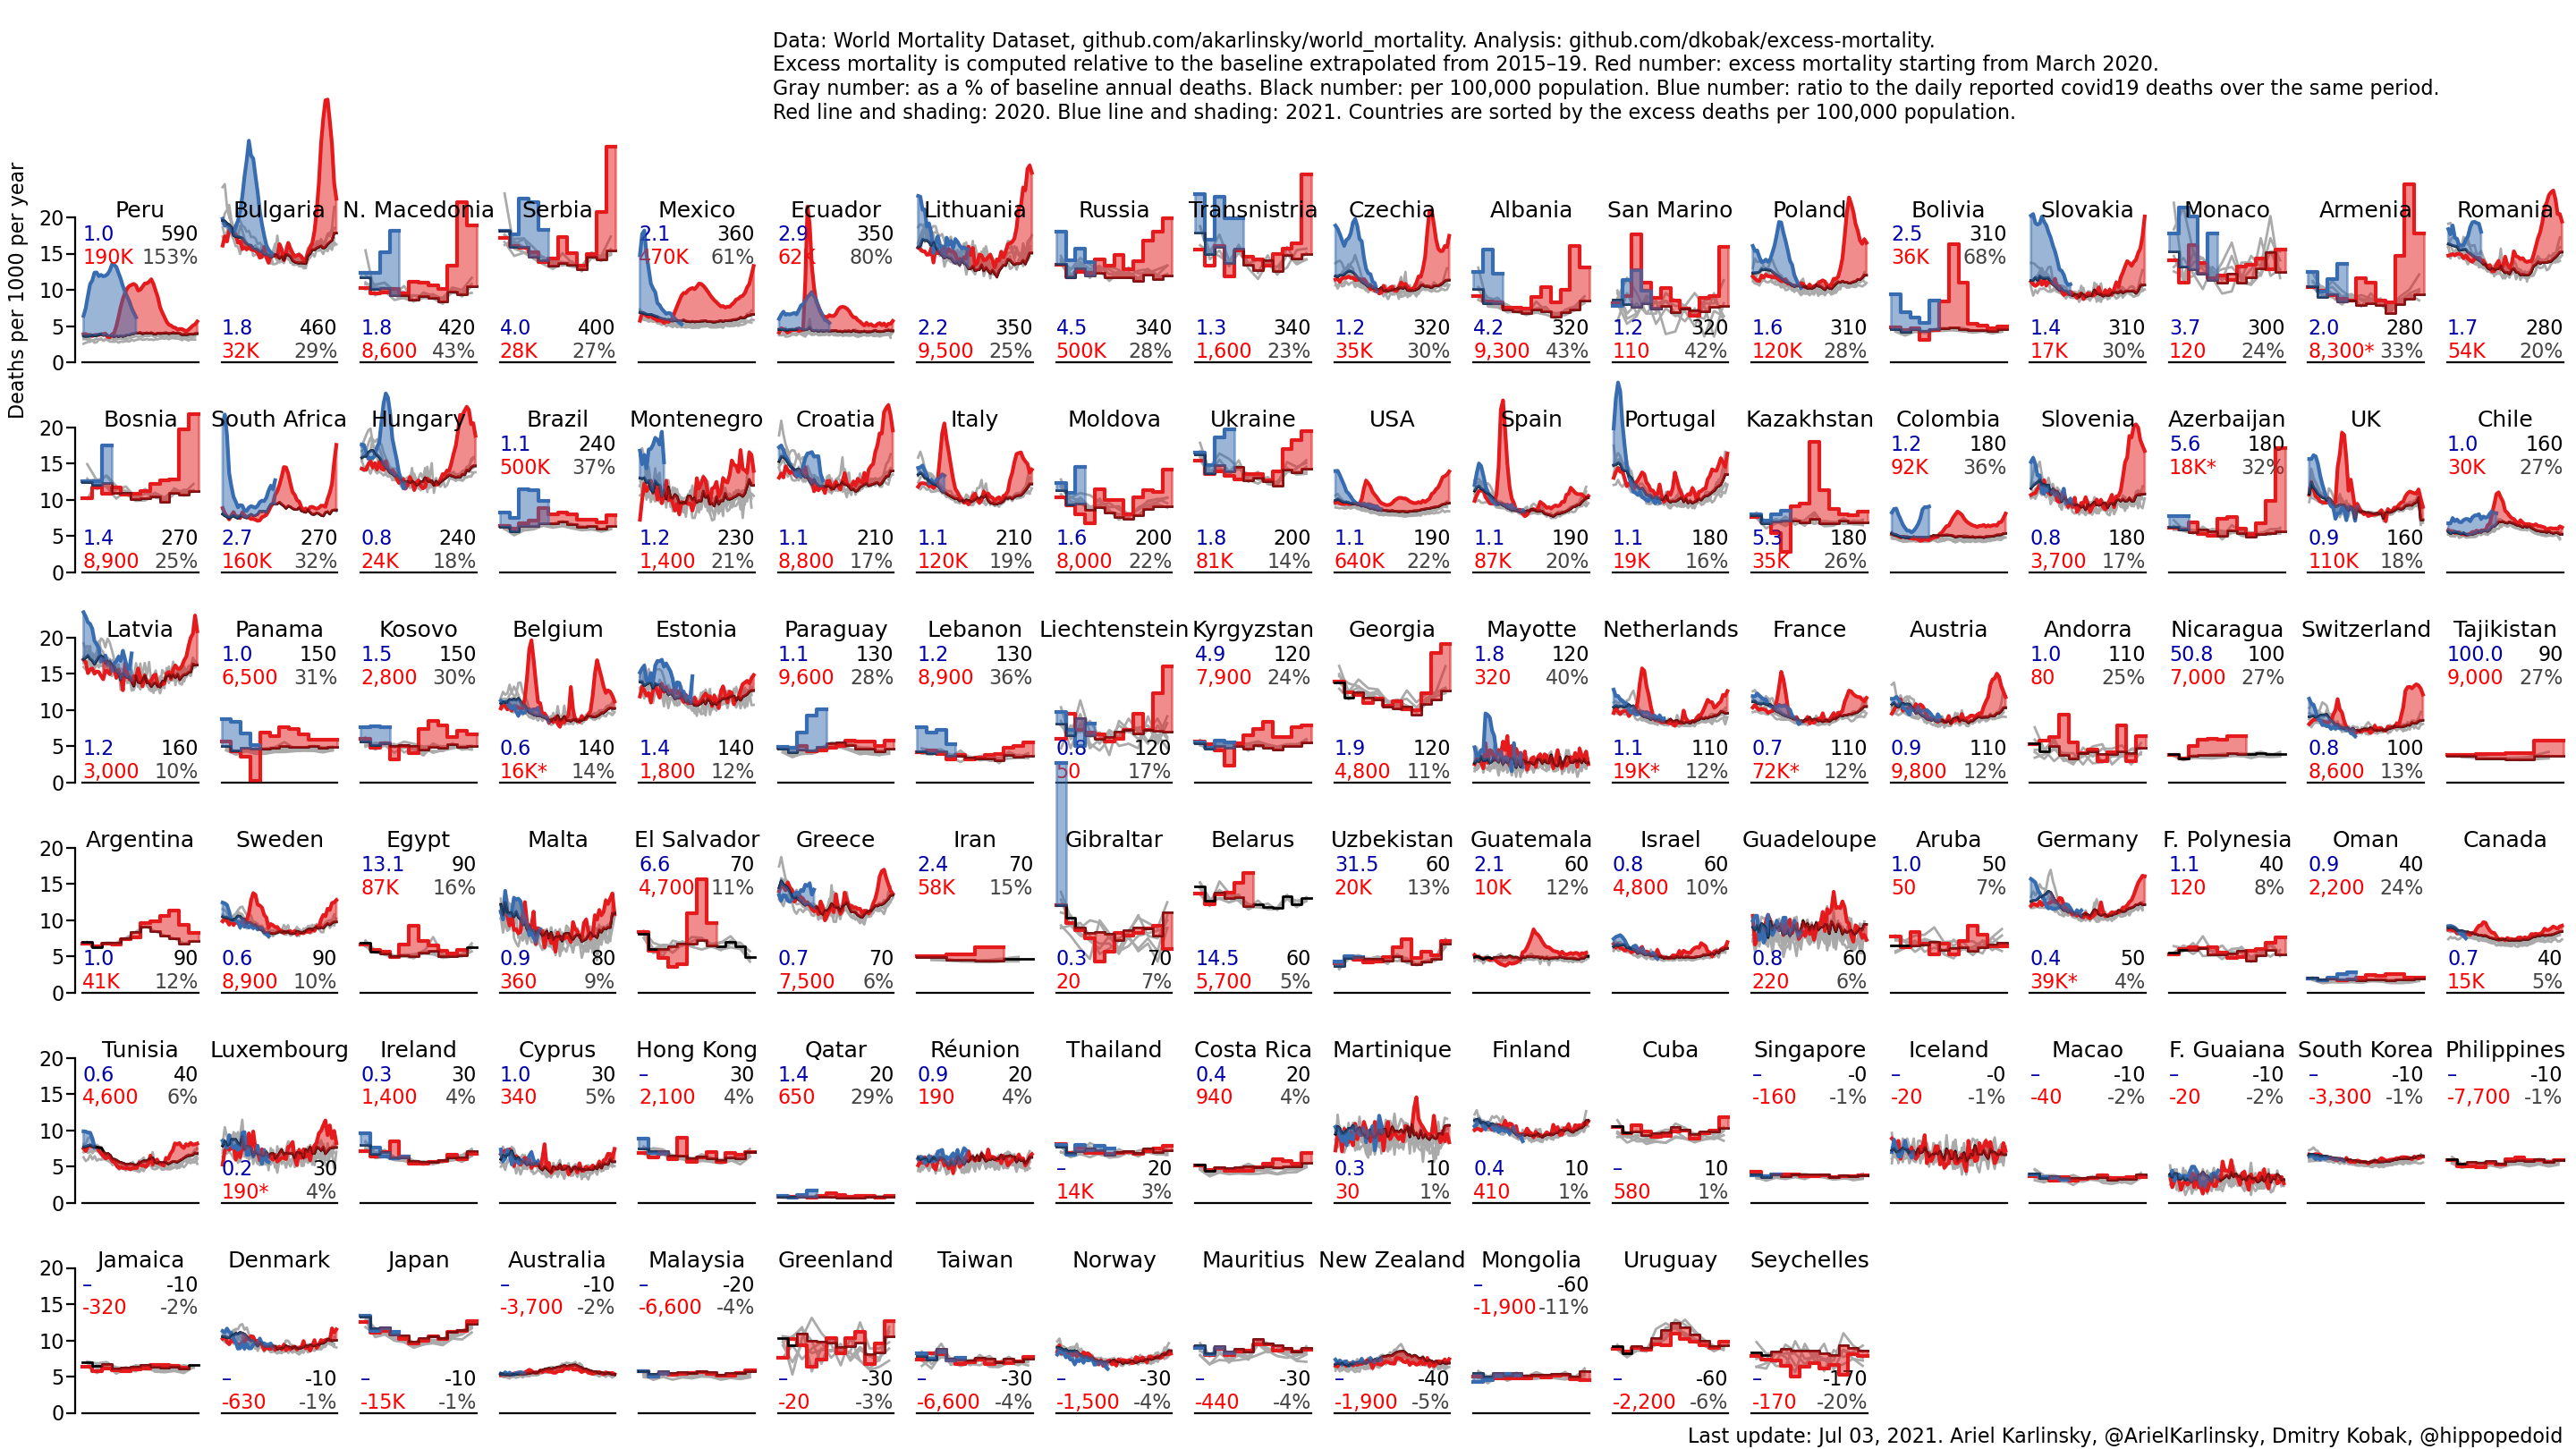 Data: World Mortality Dataset, github.com/akarlinsky/world_mortality. Analysis: github.com/dkobak/excess-mortality.
Excess mortality is computed relative to the baseline extrapolated from 2015–19. Red number: excess mortality starting from March 2020.
Gray number: as a % of baseline annual deaths. Black number: per 100,000 population. Blue number: ratio to the daily reported covid19 deaths over the same period.
Red line and shading: 2020. Blue line and shading: 2021. Countries are sorted by the excess deaths per 100,000 population.
Deaths per 1000 per year
20
15
10
5
0
Peru
1.0 590
190K 153%
Bulgaria
1.8 460
32K 29%
N. Macedonia
1.8 420
8,600 43%
Serbia
4.0 400
28K 27%
Mexico
2.1 360
470K 61%
Ecuador
2.9 350
62K 80%
Lithuania
2.2 350
9,500 25%
Russia
4.5 340
500K 28%
Transnistria
1.3 340
1,600 23%
Czechia
1.2 320
35K 30%
Albania
4.2 320
9,300 43%
San Marino
1.2 320
110 42%
Poland
1.6 310
120K 28%
Bolivia
2.5 310
36K 68%
Slovakia
1.4 310
17K 30%
Monaco
3.7 300
120 24%
Armenia
2.0 280
8,300* 33%
Romania
1.7 280
54K 20%
20
15
10
5
0
Bosnia
1.4 270
8,900 25%
South Africa
2.7 270
160K 32%
Hungary
0.8 240
24K 18%
Brazil
1.1 240
500K 37%
Montenegro
1.2 230
1,400 21%
Croatia
1.1 210
8,800 17%
Italy
1.1 210
120K 19%
Moldova
1.6 200
8,000 22%
Ukraine
1.8 200
81K 14%
USA
1.1 190
640K 22%
Spain
1.1 190
87K 20%
Portugal
1.1 180
19K 16%
Kazakhstan
5.3 180
35K 26%
Colombia
1.2 180
92K 36%
Slovenia
0.8 180
3,700 17%
Azerbaijan
5.6 180
18K* 32%
UK
0.9 160
110K 18%
Chile
1.0 160
30K 27%
20
15
10
5
0
Latvia
1.2 160
3,000 10%
Panama
1.0 150
6,500 31%
Kosovo
1.5 150
2,800 30%
Belgium
0.6 140
16K* 14%
Estonia
1.4 140
1,800 12%
Paraguay
1.1 130
9,600 28%
Lebanon
1.2 130
8,900 36%
Liechtenstein
0.8 120
50 17%
Kyrgyzstan
4.9 120
7,900 24%
Georgia
1.9 120
4,800 11%
Mayotte
1.8 120
320 40%
Netherlands
1.1 110
19K* 12%
France
0.7 110
72K* 12%
Austria
0.9 110
9,800 12%
Andorra
1.0 110
80 25%
Nicaragua
50.8 100
7,000 27%
Switzerland
0.8 100
8,600 13%
Tajikistan
100.0 90
9,000 27%
20
15
10
5
0
Argentina
1.0 90
41K 12%
Sweden
0.6 90
8,900 10%
Egypt
13.1 90
87K 16%
Malta
0.9 80
360 9%
El Salvador
6.6 70
4,700 11%
Greece
0.7 70
7,500 6%
Iran
2.4 70
58K 15%
Gibraltar
0.3 70
20 7%
Belarus
14.5 60
5,700 5%
Uzbekistan
31.5 60
20K 13%
Guatemala
2.1 60
10K 12%
Israel
0.8 60
4,800 10%
Guadeloupe
0.8 60
220 6%
Aruba
1.0 50
50 7%
Germany
0.4 50
39K* 4%
F. Polynesia
1.1 40
120 8%
Oman
0.9 40
2,200 24%
Canada
0.7 40
15K 5%
20
15
10
5
0
Tunisia
0.6 40
4,600 6%
Luxembourg
0.2 30
190* 4%
Ireland
0.3 30
1,400 4%
Cyprus
1.0 30
340 5%
Hong Kong
– 30
2,100 4%
Qatar
1.4 20
650 29%
Réunion
0.9 20
190 4%
Thailand
– 20
14K 3%
Costa Rica
0.4 20
940 4%
Martinique
0.3 10
30 1%
Finland
0.4 10
410 1%
Cuba
– 10
580 1%
Singapore
– -0
-160 -1%
Iceland
– -0
-20 -1%
Macao
– -10
-40 -2%
F. Guaiana
– -10
-20 -2%
South Korea
– -10
-3,300 -1%
Philippines
– -10
-7,700 -1%
20
15
10
5
0
Jamaica
– -10
-320 -2%
Denmark
– -10
-630 -1%
Japan
– -10
-15K -1%
Australia
– -10
-3,700 -2%
Malaysia
– -20
-6,600 -4%
Greenland
– -30
-20 -3%
Taiwan
– -30
-6,600 -4%
Norway
– -30
-1,500 -4%
Mauritius
– -30
-440 -4%
New Zealand
– -40
-1,900 -5%
Mongolia
– -60
-1,900 -11%
Uruguay
– -60
-2,200 -6%
Seychelles
– -170
-170 -20%
Last update: Jul 03, 2021. Ariel Karlinsky, @ArielKarlinsky, Dmitry Kobak, @hippopedoid